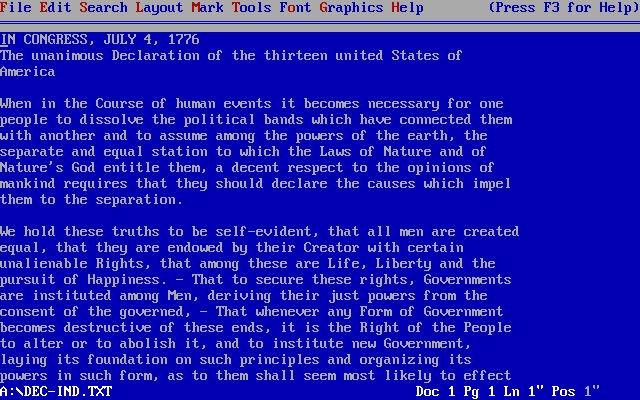 File Edit Search Layout Mark Tools Font Graphics Help (Press F3 for Help)
IN CONGRESS, JULY 4, 1776
The unanimous Declaration of the thirteen united States of
America
When in the Course of human events it becomes necessary for one
people to dissolve the political bands which have connected them
with another and to assume among the powers of the earth, the
separate and equal station to which the Laws of Nature and of
Nature's God entitle them, a decent respect to the opinions of
mankind requires that they should declare the causes which impel
them to the separation.
We hold these truths to be self-evident, that all men are created
equal, that they are endowed by their Creator with certain
unalienable Rights, that among these are Life, Liberty and the
pursuit of Happiness. — That to secure these rights, Governments
are instituted among Men, deriving their just powers from the
consent of the governed, — That whenever any Form of Government
becomes destructive of these ends, it is the Right of the People
to alter or to abolish it, and to institute new Government,
laying its foundation on such principles and organizing its
powers in such form, as to them shall seem most likely to effect
A:\DEC-IND.TXT Doc 1 Pg 1 Ln 1" Pos 1"